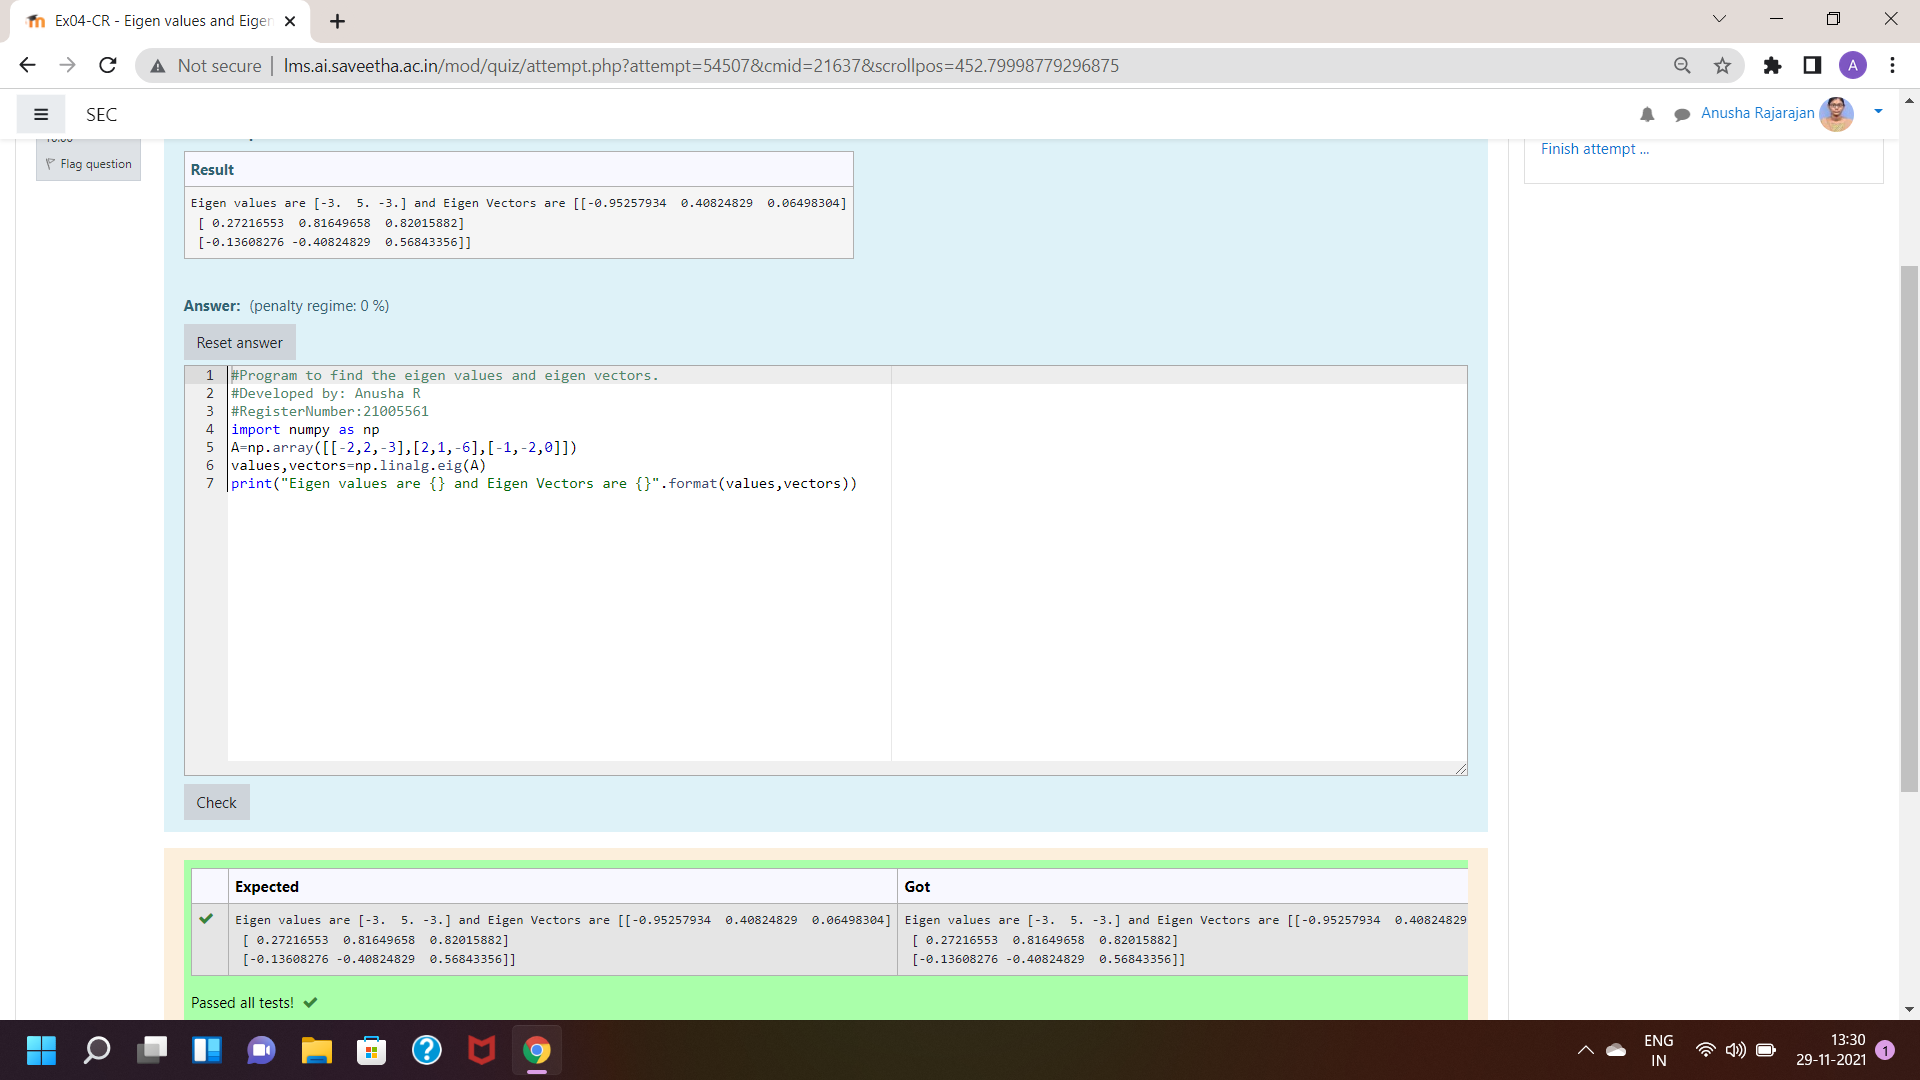 Ex04-CR - Eigen values and Eigen
Not secure | lms.ai.saveetha.ac.in/mod/quiz/attempt.php?attempt=54507&cmid=21637&scrollpos=452.79998779296875
A
SEC
Anusha Rajarajan
Flag question
Finish attempt ...
Result
Eigen values are [-3.  5. -3.] and Eigen Vectors are [[-0.95257934  0.40824829  0.06498304]
[ 0.27216553  0.81649658  0.82015882]
[-0.13608276 -0.40824829  0.56843356]]
Answer: (penalty regime: 0 %)
Reset answer
1 #Program to find the eigen values and eigen vectors.
2 #Developed by: Anusha R
3 #RegisterNumber:21005561
4 import numpy as np
5 A=np.array([[-2,2,-3],[2,1,-6],[-1,-2,0]])
6 values,vectors=np.linalg.eig(A)
7 print("Eigen values are {} and Eigen Vectors are {}".format(values,vectors))
Check
Expected Got
Eigen values are [-3.  5. -3.] and Eigen Vectors are [[-0.95257934  0.40824829  0.06498304] Eigen values are [-3.  5. -3.] and Eigen Vectors are [[-0.95257934  0.40824829
[ 0.27216553  0.81649658  0.82015882] [ 0.27216553  0.81649658  0.82015882]
[-0.13608276 -0.40824829  0.56843356]] [-0.13608276 -0.40824829  0.56843356]]
Passed all tests!
ENG
IN
13:30
29-11-2021
1